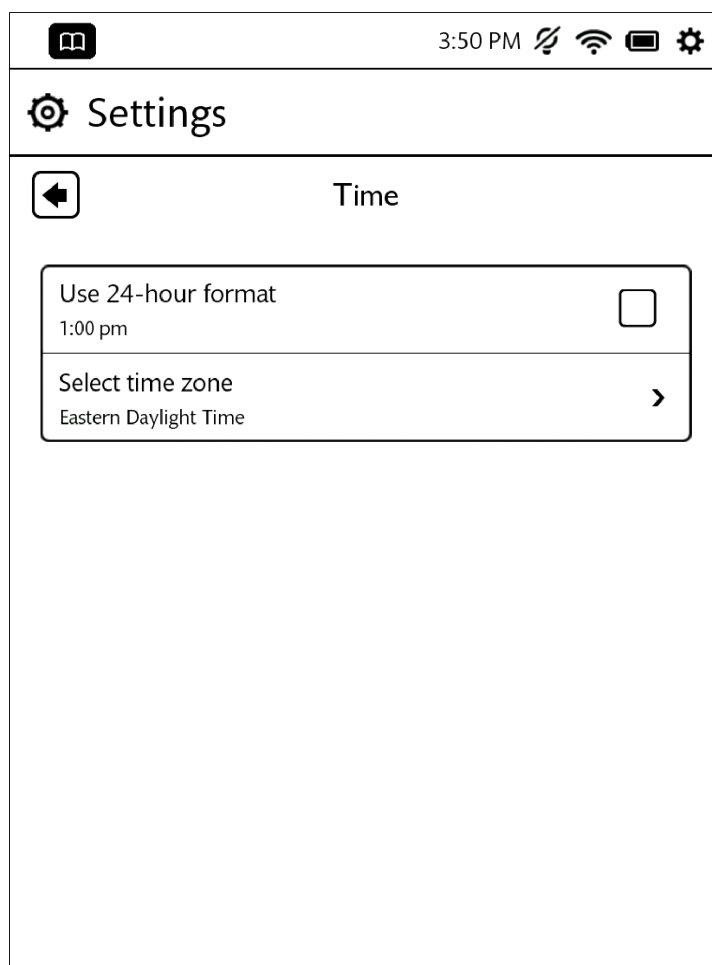 3:50 PM
Settings
Time
Use 24-hour format
1:00 pm
Select time zone
Eastern Daylight Time